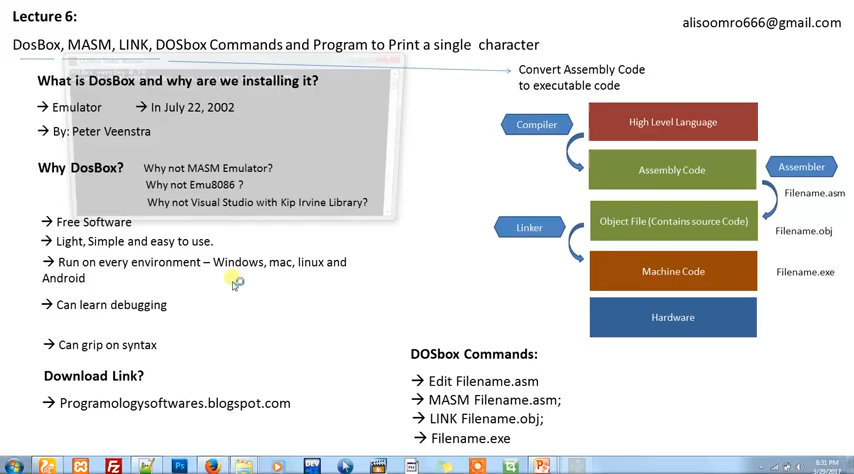 Lecture 6:
alisoomro666@gmail.com
DosBox, MASM, LINK, DOSbox Commands and Program to Print a single character
What is DosBox and why are we installing it?
→ Emulator → In July 22, 2002
→ By: Peter Veenstra
Why DosBox? Why not MASM Emulator?
Why not Emu8086 ?
Why not Visual Studio with Kip Irvine Library?
→ Free Software
→ Light, Simple and easy to use.
→ Run on every environment – Windows, mac, linux and
Android
→ Can learn debugging
→ Can grip on syntax
Download Link?
→ Programologysoftwares.blogspot.com
Convert Assembly Code
to executable code
Compiler
High Level Language
Assembly Code
Assembler
Filename.asm
Linker
Object File (Contains source Code)
Filename.obj
Machine Code
Filename.exe
Hardware
DOSbox Commands:
→ Edit Filename.asm
→ MASM Filename.asm;
→ LINK Filename.obj;
→ Filename.exe
8:31 PM
3/29/2017